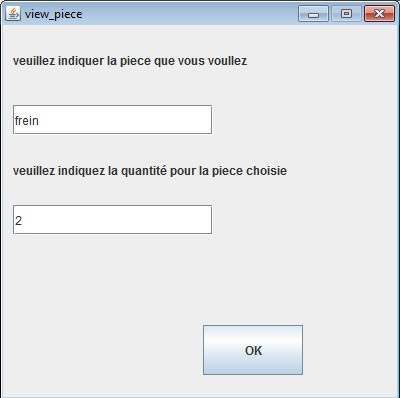 view_piece
veuillez indiquer la piece que vous voullez
frein
veuillez indiquez la quantité pour la piece choisie
2
OK